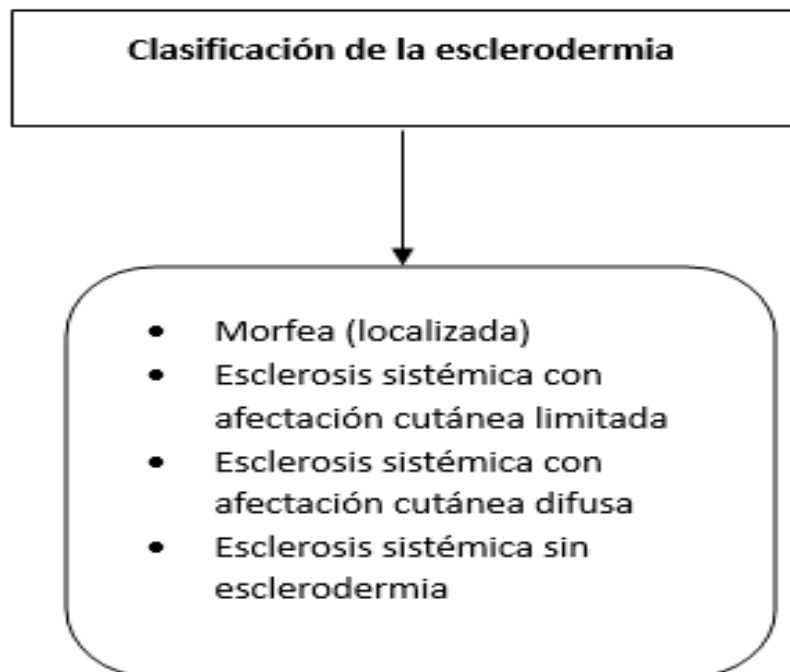 Clasificación de la esclerodermia
• Morfea (localizada)
• Esclerosis sistémica con
afectación cutánea limitada
• Esclerosis sistémica con
afectación cutánea difusa
• Esclerosis sistémica sin
esclerodermia